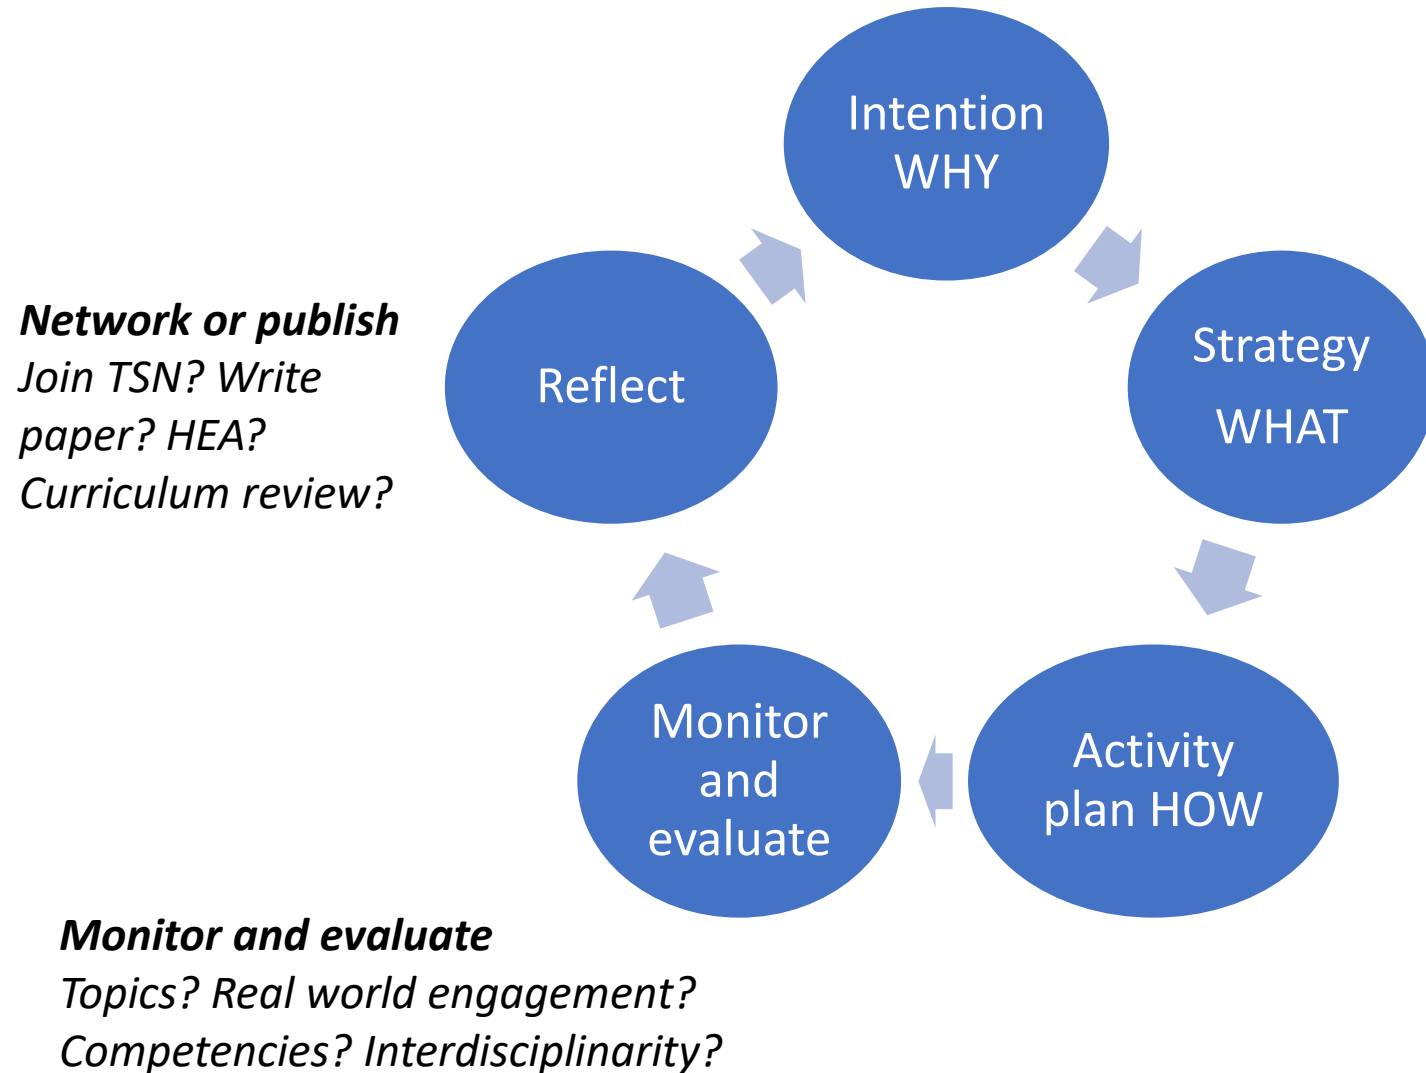 Intention
WHY
Strategy
WHAT
Activity
plan HOW
Monitor
and
evaluate
Reflect
Network or publish
Join TSN? Write
paper? HEA?
Curriculum review?
Monitor and evaluate
Topics? Real world engagement?
Competencies? Interdisciplinarity?